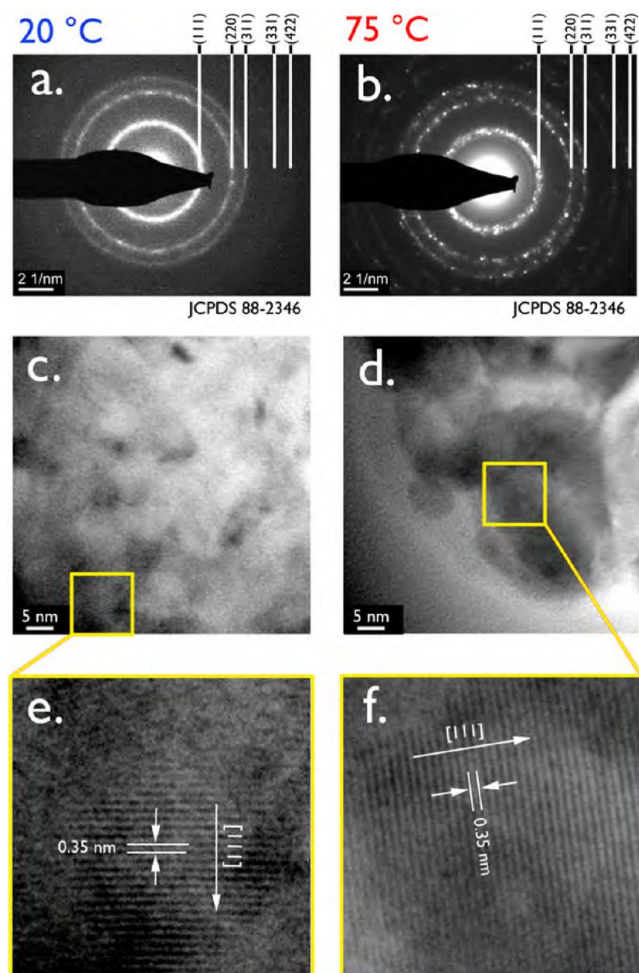 20 °C
75 °C
(111)
(220)
(311)
(331)
(422)
(111)
(220)
(311)
(331)
(422)
a.
b.
2 1/nm
2 1/nm
JCPDS 88-2346
JCPDS 88-2346
c.
d.
5 nm
5 nm
e.
f.
[111]
0.35 nm
[111]
0.35 nm